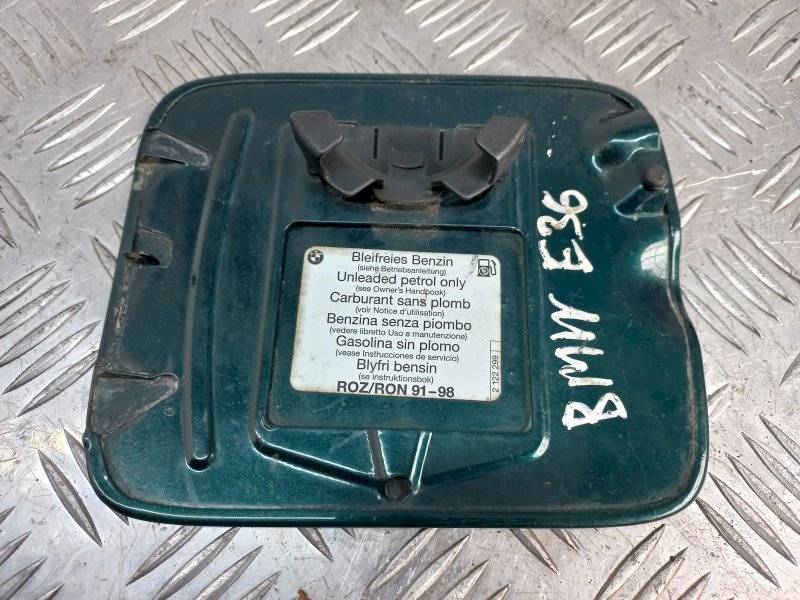 Bleifreies Benzin
(siehe Betriebsanleitung)
Unleaded petrol only
(see Owner's Handbook)
Carburant sans plomb
(voir Notice d'utilisation)
Benzina senza piombo
(vedere libretto Uso e manutenzione)
Gasolina sin plomo
(vease Instrucciones de servicio)
Blyfri bensin
(se instruktionsbok)
ROZ/RON 91–98
2 122 299
BMW E36